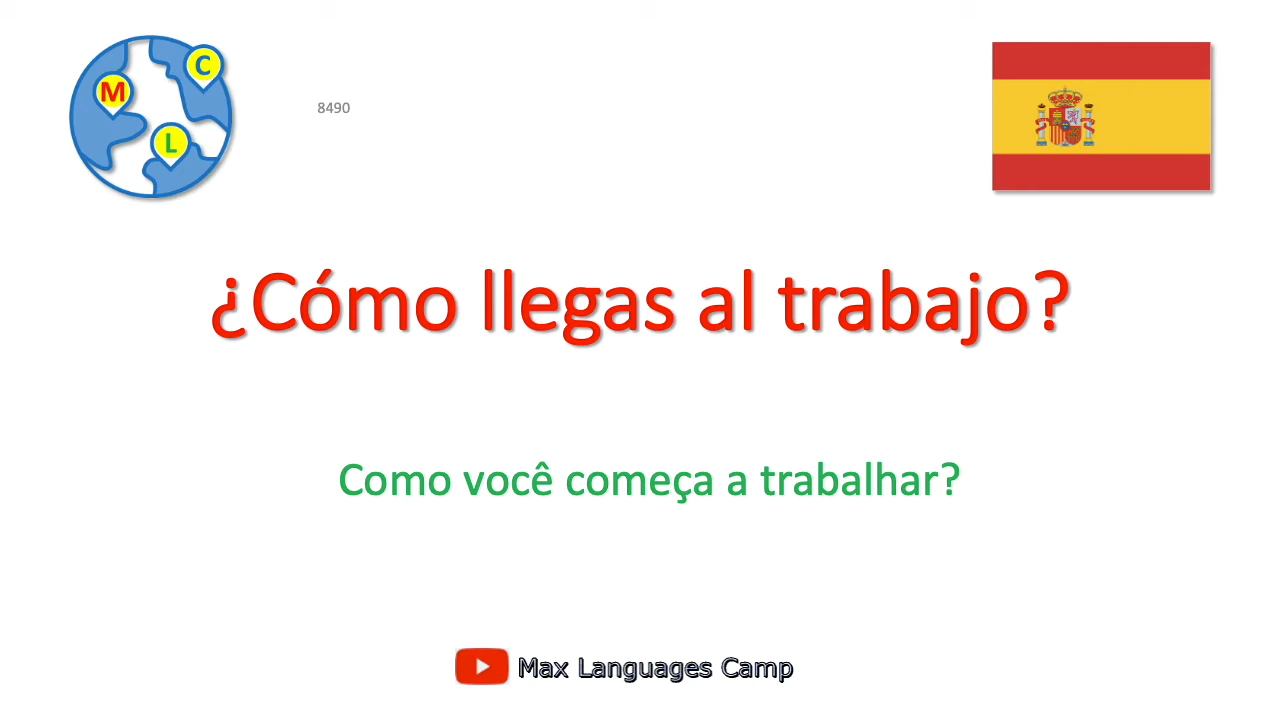 M
C
L
8490
¿Cómo llegas al trabajo?
Como você começa a trabalhar?
Max Languages Camp